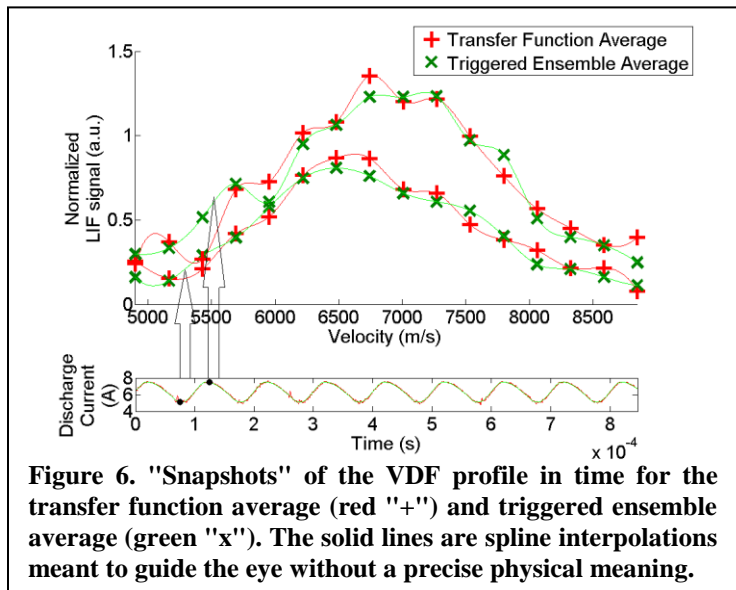 1.5
Transfer Function Average
Triggered Ensemble Average
1
0.5
0
Normalized
LIF signal (a.u.)
5000 5500 6000 6500 7000 7500 8000 8500
Velocity (m/s)
8
6
4
Discharge
Current
(A)
0 1 2 3 4 5 6 7 8
Time (s)
x 10⁻⁴
Figure 6. "Snapshots" of the VDF profile in time for the
transfer function average (red "+") and triggered ensemble
average (green "x"). The solid lines are spline interpolations
meant to guide the eye without a precise physical meaning.